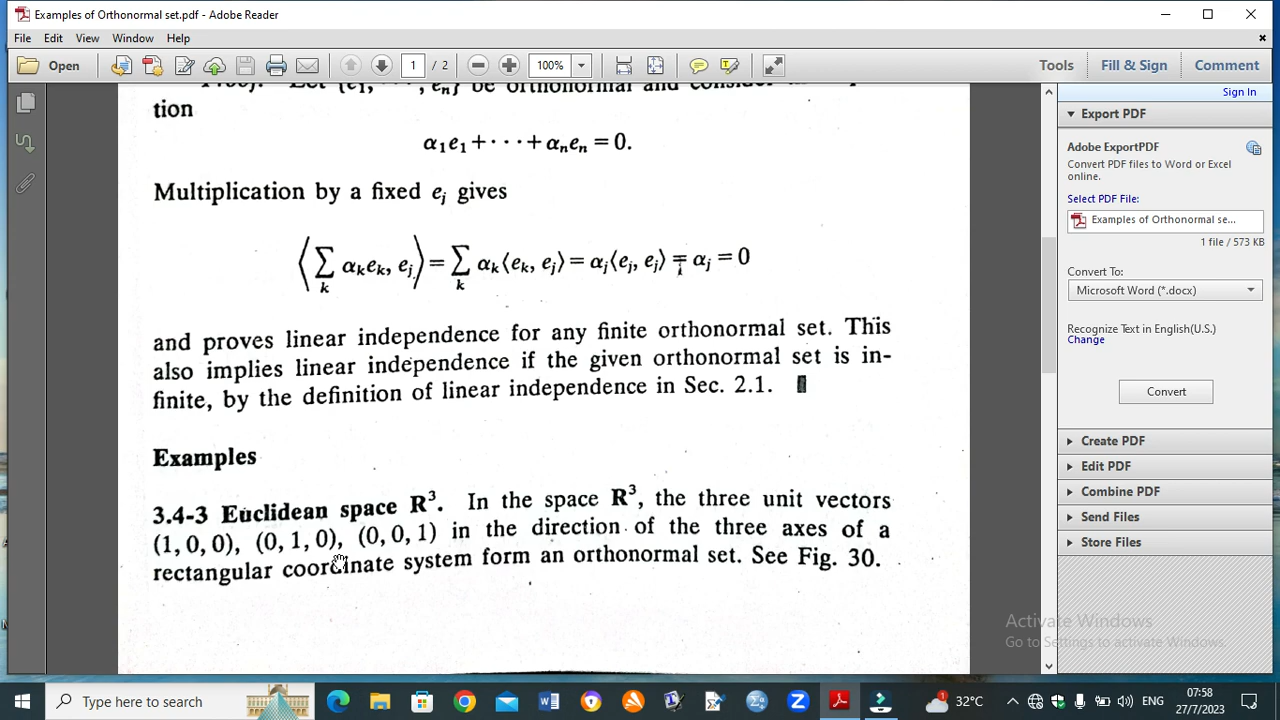 Examples of Orthonormal set.pdf - Adobe Reader
File Edit View Window Help
Open 1 / 2 100% Tools Fill & Sign Comment
be orthonormal and consider
tion
α₁e₁ + · · · + αₙeₙ = 0.
Multiplication by a fixed eⱼ gives
⟨∑ₖ αₖeₖ, eⱼ⟩ = ∑ₖ αₖ⟨eₖ, eⱼ⟩ = αⱼ⟨eⱼ, eⱼ⟩ = αⱼ = 0
and proves linear independence for any finite orthonormal set. This
also implies linear independence if the given orthonormal set is in-
finite, by the definition of linear independence in Sec. 2.1.
Examples
3.4-3 Euclidean space R³. In the space R³, the three unit vectors
(1, 0, 0), (0, 1, 0), (0, 0, 1) in the direction of the three axes of a
rectangular coordinate system form an orthonormal set. See Fig. 30.
Sign In
Export PDF
Adobe ExportPDF
Convert PDF files to Word or Excel
online.
Select PDF File:
Examples of Orthonormal se...
1 file / 573 KB
Convert To:
Microsoft Word (*.docx)
Recognize Text in English(U.S.)
Change
Convert
Create PDF
Edit PDF
Combine PDF
Send Files
Store Files
Activate Windows
Go to Settings to activate Windows.
Type here to search
1 32°C ENG 07:58
27/7/2023